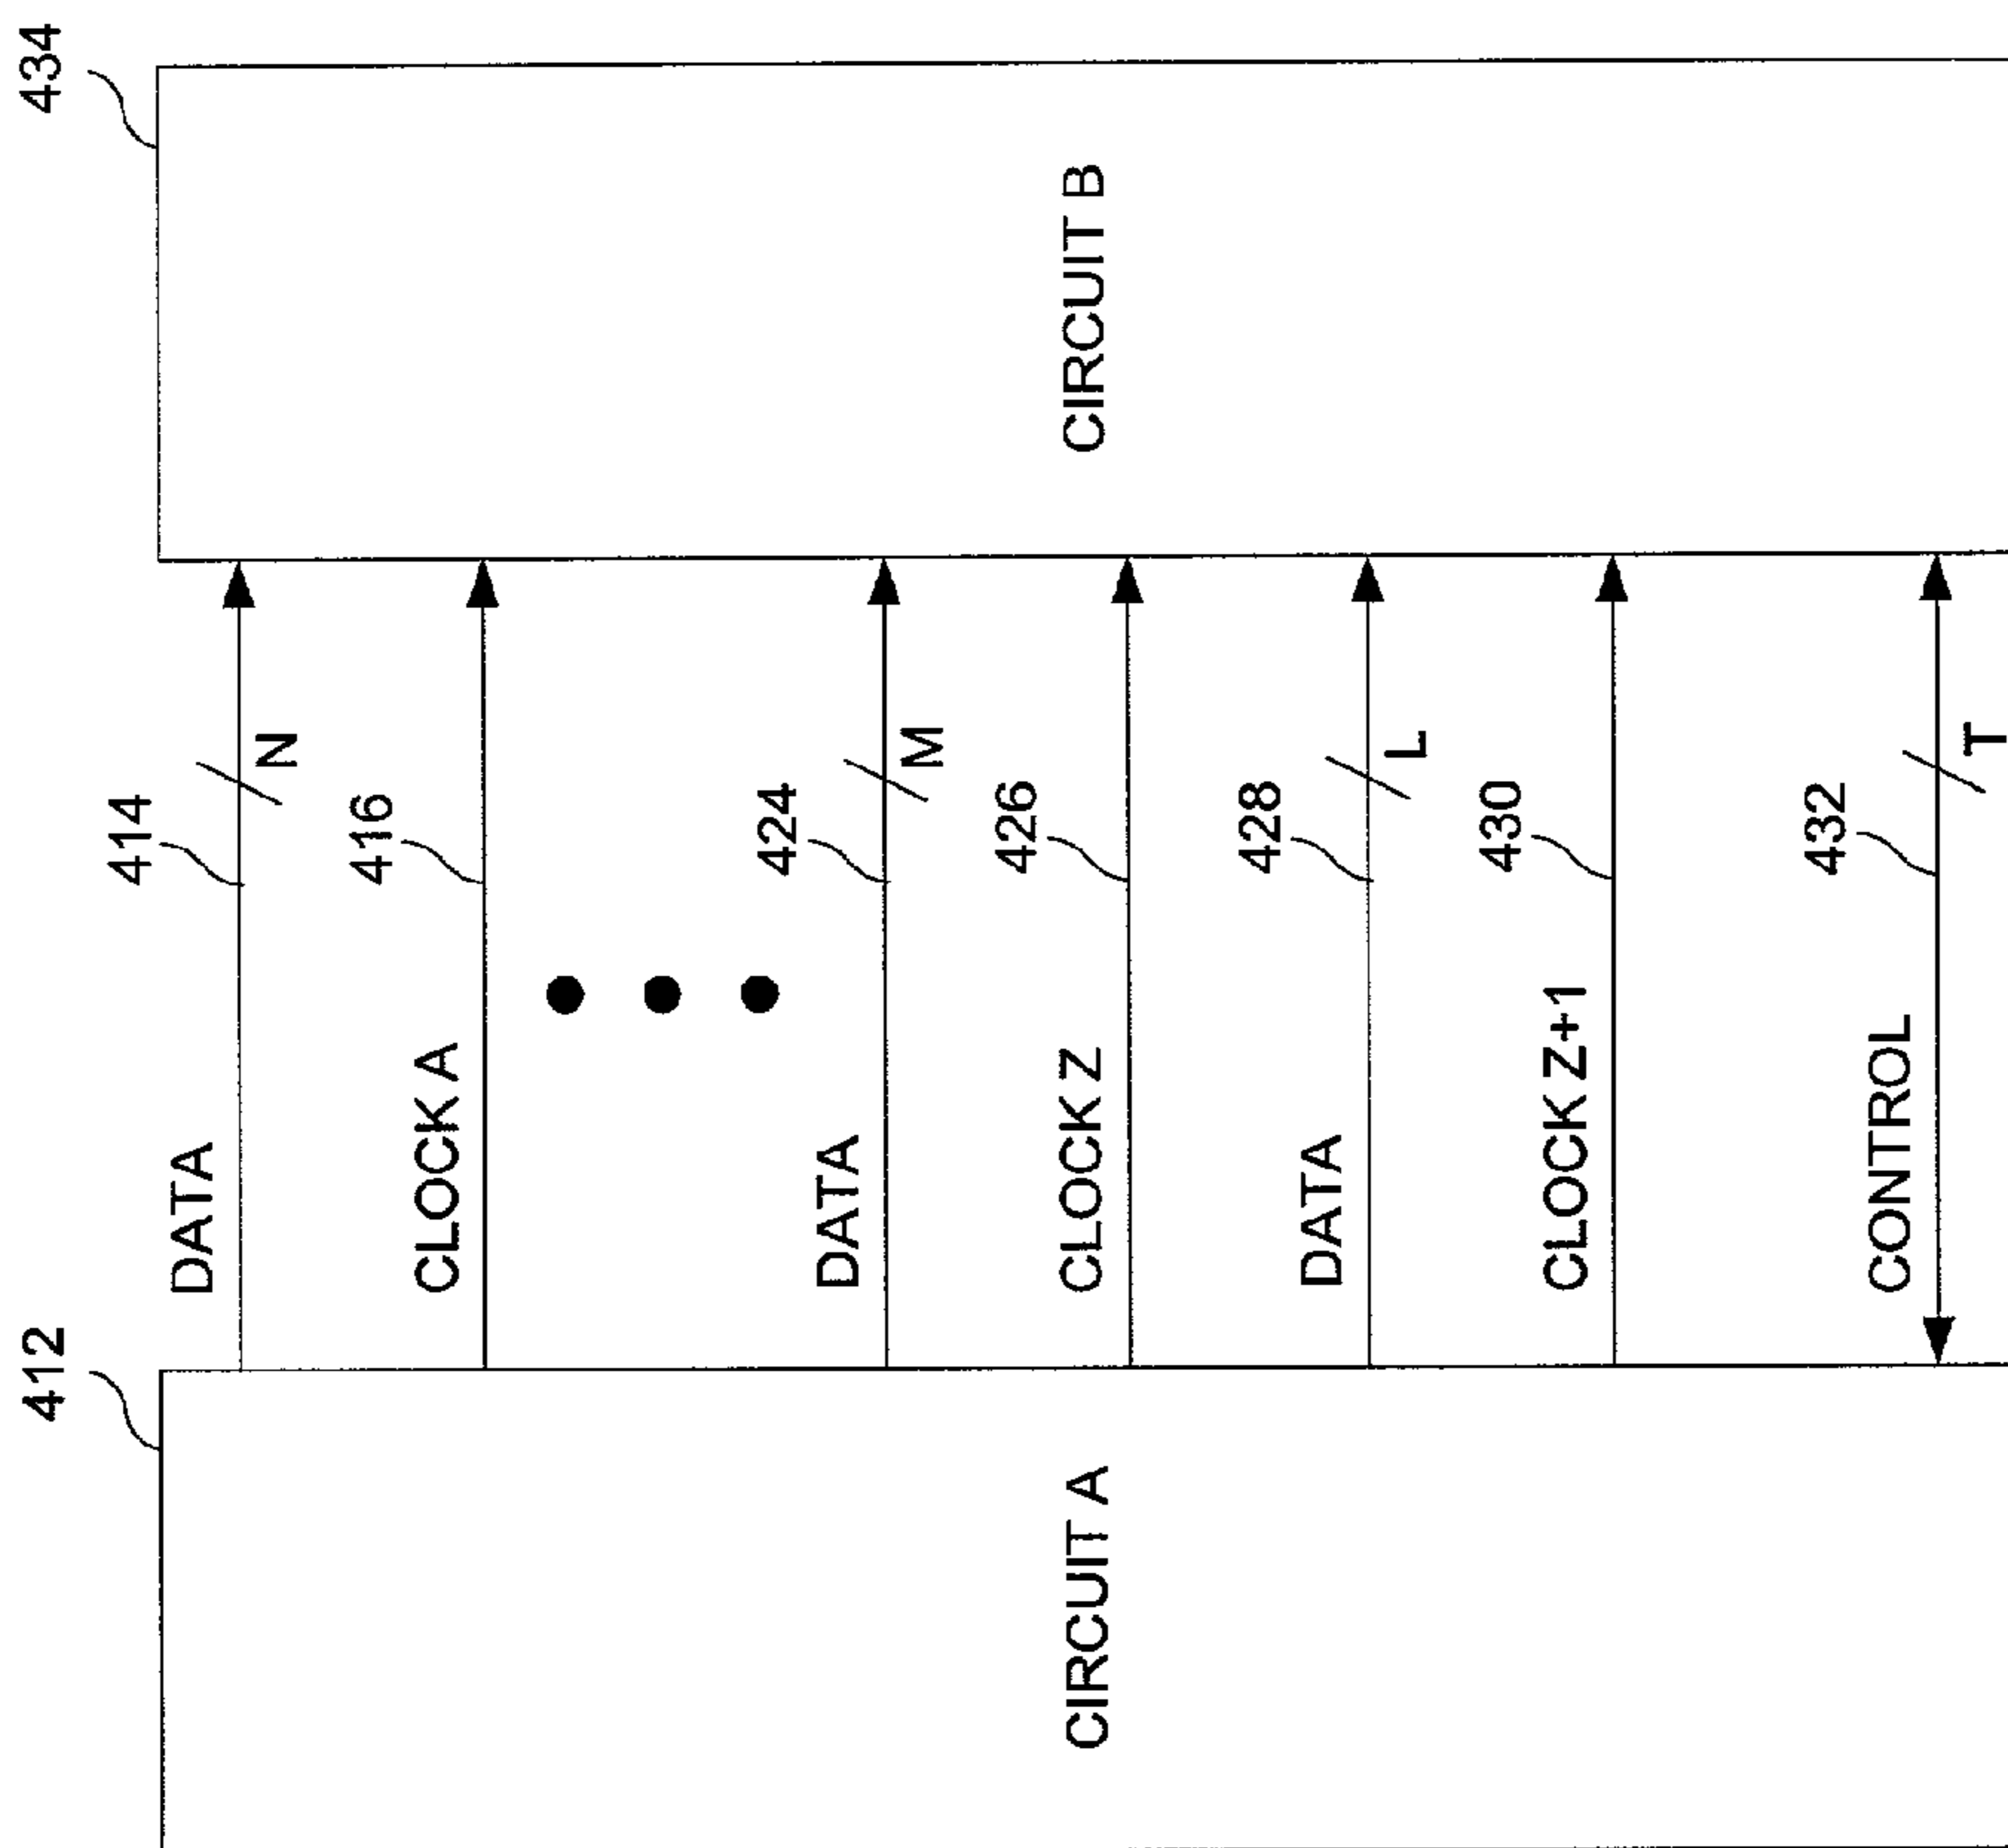 412
434
CIRCUIT A
CIRCUIT B
DATA
414
N
CLOCK A
416
DATA
424
M
CLOCK Z
426
DATA
428
L
CLOCK Z+1
430
CONTROL
432
T